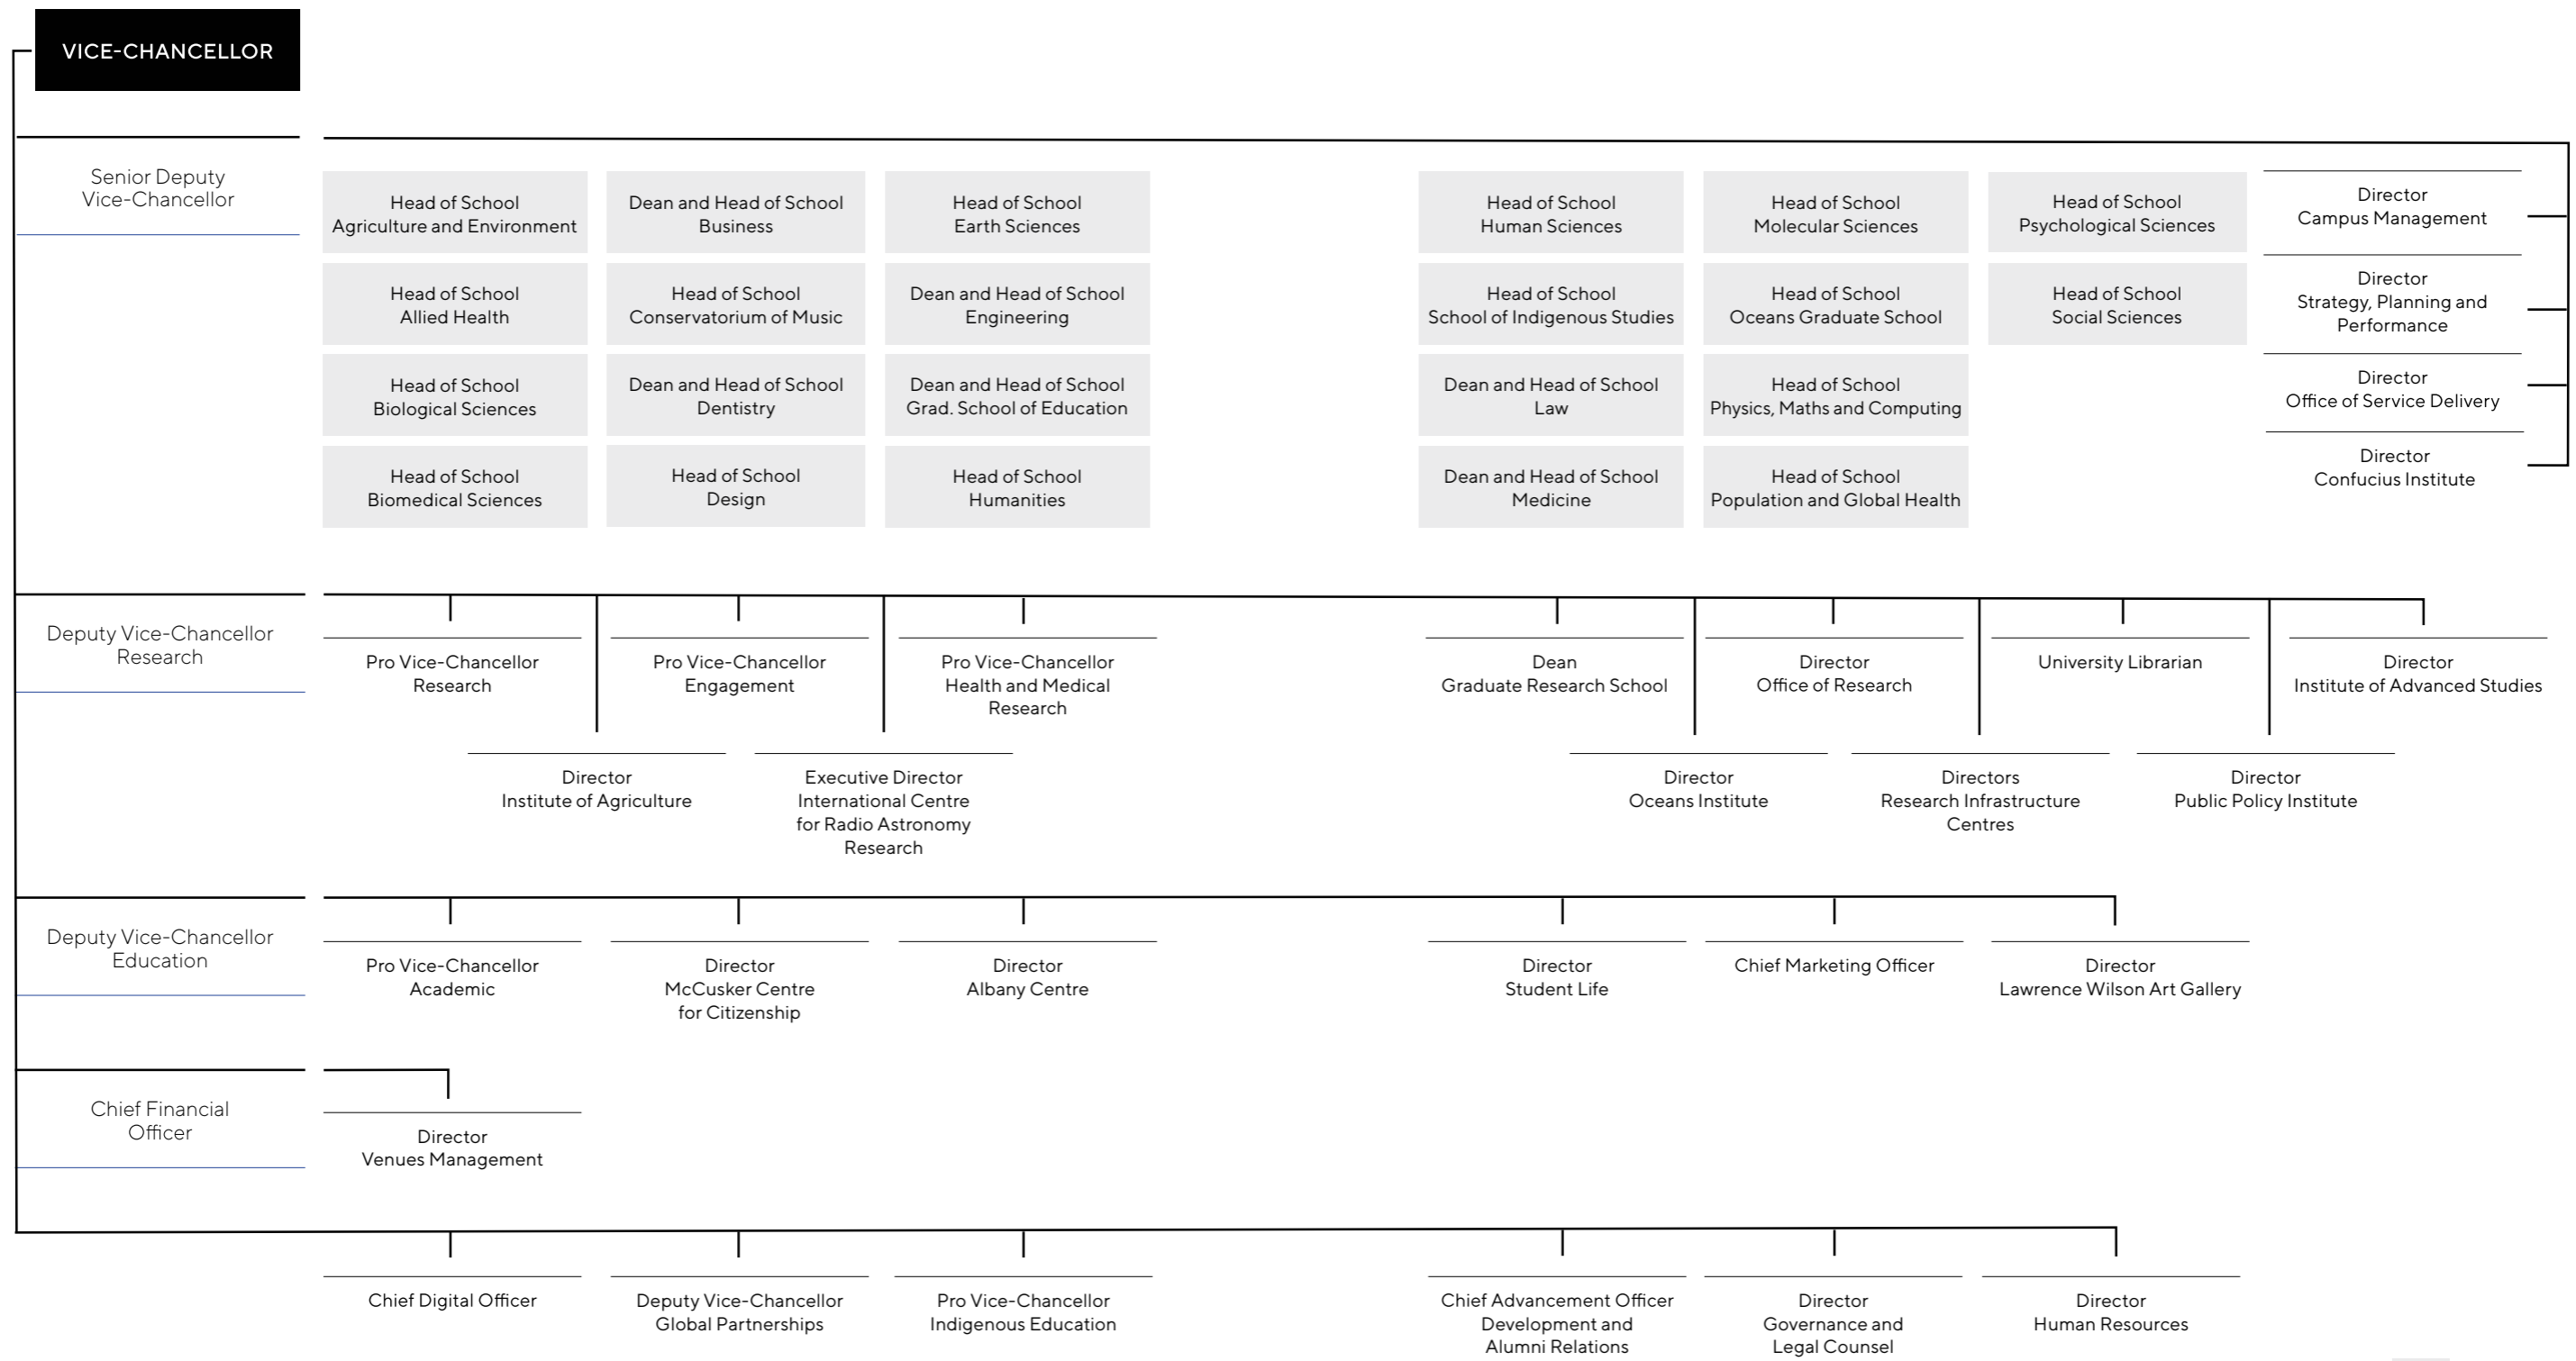 VICE-CHANCELLOR
Senior Deputy
Vice-Chancellor
Head of School
Agriculture and Environment
Dean and Head of School
Business
Head of School
Earth Sciences
Head of School
Human Sciences
Head of School
Molecular Sciences
Head of School
Psychological Sciences
Director
Campus Management
Head of School
Allied Health
Head of School
Conservatorium of Music
Dean and Head of School
Engineering
Head of School
School of Indigenous Studies
Head of School
Oceans Graduate School
Head of School
Social Sciences
Director
Strategy, Planning and
Performance
Head of School
Biological Sciences
Dean and Head of School
Dentistry
Dean and Head of School
Grad. School of Education
Dean and Head of School
Law
Head of School
Physics, Maths and Computing
Director
Office of Service Delivery
Head of School
Biomedical Sciences
Head of School
Design
Head of School
Humanities
Dean and Head of School
Medicine
Head of School
Population and Global Health
Director
Confucius Institute
Deputy Vice-Chancellor
Research
Pro Vice-Chancellor
Research
Pro Vice-Chancellor
Engagement
Pro Vice-Chancellor
Health and Medical
Research
Dean
Graduate Research School
Director
Office of Research
University Librarian
Director
Institute of Advanced Studies
Director
Institute of Agriculture
Executive Director
International Centre
for Radio Astronomy
Research
Director
Oceans Institute
Directors
Research Infrastructure
Centres
Director
Public Policy Institute
Deputy Vice-Chancellor
Education
Pro Vice-Chancellor
Academic
Director
McCusker Centre
for Citizenship
Director
Albany Centre
Director
Student Life
Chief Marketing Officer
Director
Lawrence Wilson Art Gallery
Chief Financial
Officer
Director
Venues Management
Chief Digital Officer
Deputy Vice-Chancellor
Global Partnerships
Pro Vice-Chancellor
Indigenous Education
Chief Advancement Officer
Development and
Alumni Relations
Director
Governance and
Legal Counsel
Director
Human Resources